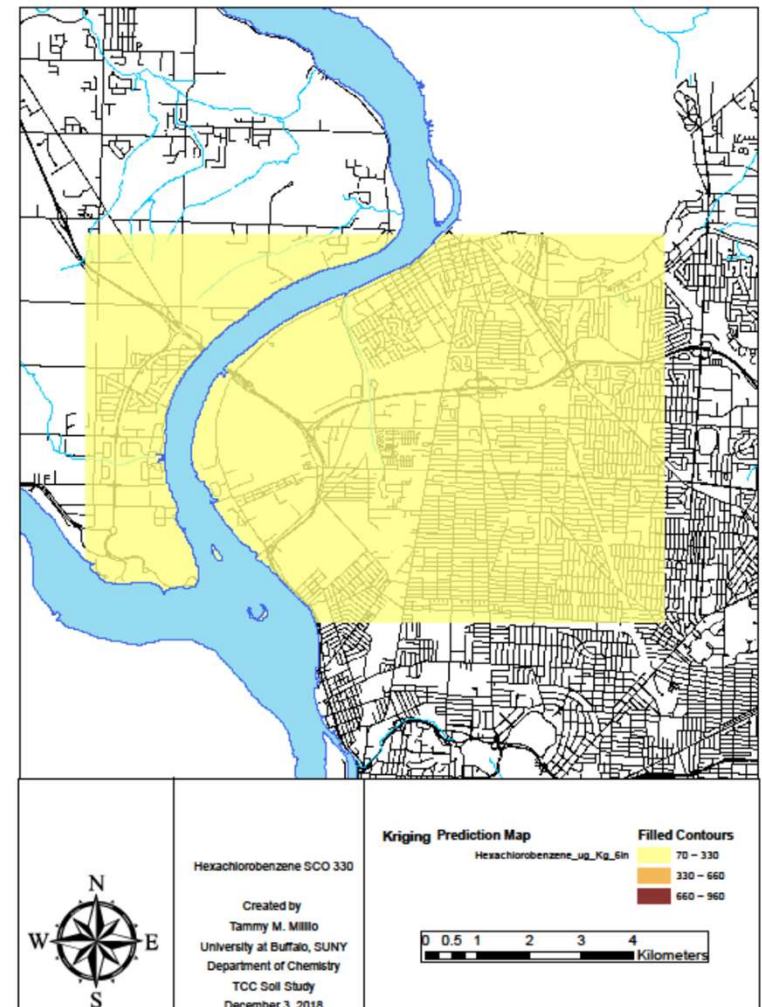 N
W E
S
Hexachlorobenzene SCO 330
Created by
Tammy M. Milillo
University at Buffalo, SUNY
Department of Chemistry
TCC Soil Study
December 3, 2018
Kriging Prediction Map
Hexachlorobenzene_ug_Kg_6in
Filled Contours
70 – 330
330 – 660
660 – 960
0 0.5 1 2 3 4
Kilometers